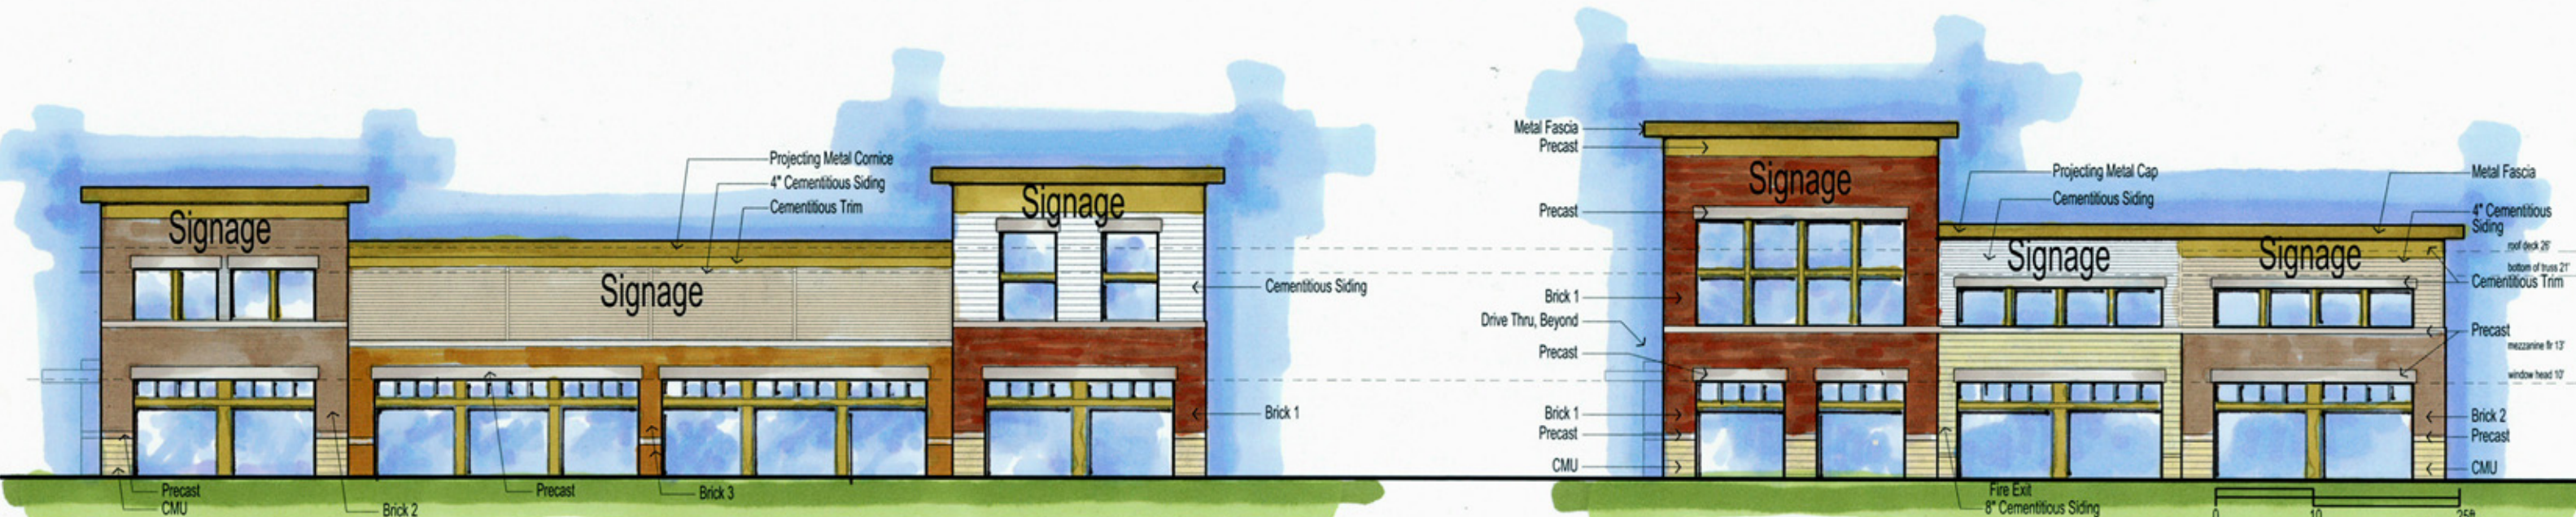 Signage
Projecting Metal Cornice
4" Cementitious Siding
Cementitious Trim
Signage
Signage
Cementitious Siding
Brick 1
Precast
CMU
Brick 2
Precast
Brick 3
Metal Fascia
Precast
Precast
Brick 1
Drive Thru, Beyond
Precast
Brick 1
Precast
CMU
Signage
Projecting Metal Cap
Cementitious Siding
Signage
Signage
Metal Fascia
4" Cementitious
Siding
roof deck 26'
bottom of truss 21'
Cementitious Trim
Precast
mezzanine flr 13'
window head 10'
Brick 2
Precast
CMU
Fire Exit
8" Cementitious Siding
0 10 25ft